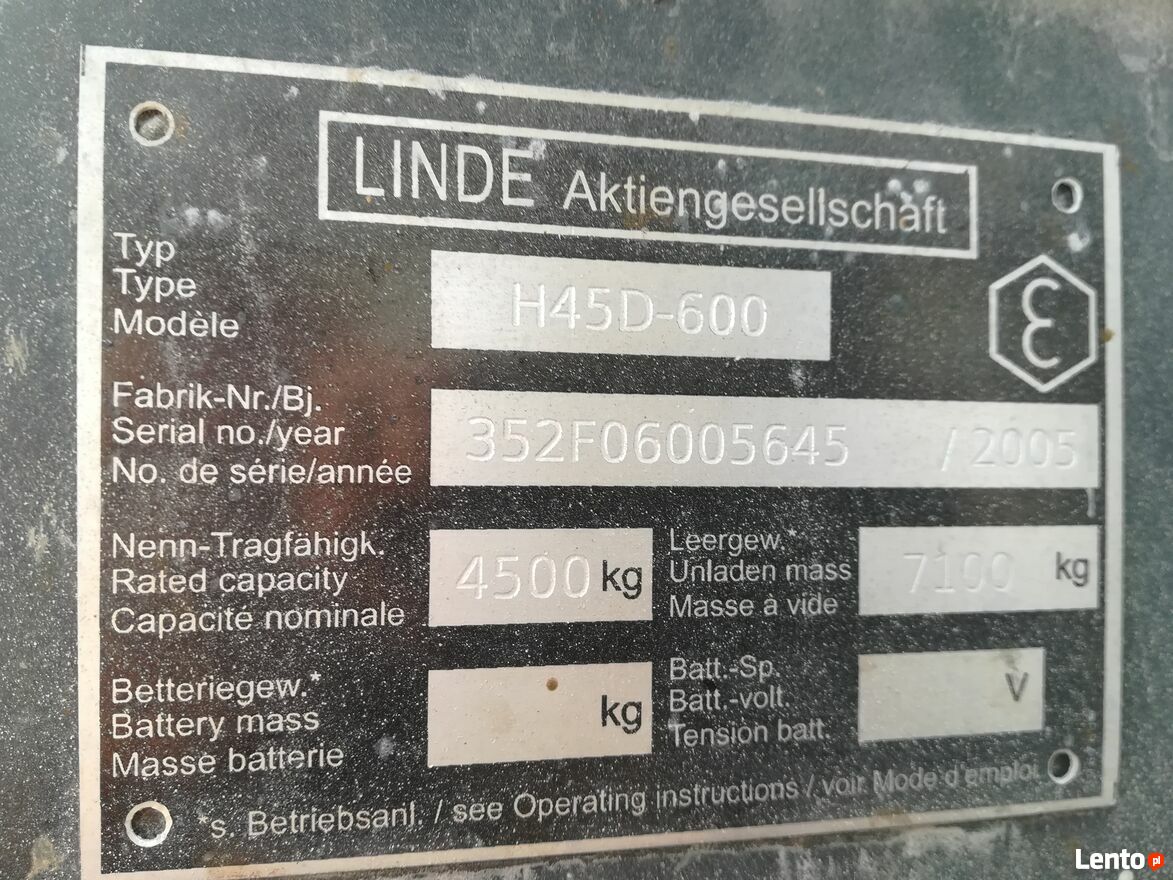 LINDE Aktiengesellschaft
Typ
Type
Modèle
H45D-600
Fabrik-Nr./Bj.
Serial no./year
No. de série/année
352F06005645 / 2005
Nenn-Tragfähigk.
Rated capacity
Capacité nominale
4500 kg
Leergew.*
Unladen mass
Masse à vide
7100 kg
Betteriegew.*
Battery mass
Masse batterie
kg
Batt.-Sp.
Batt.-volt.
Tension batt.
V
*s. Betriebsanl. / see Operating instructions / voir Mode d'emploi
Lento.pl